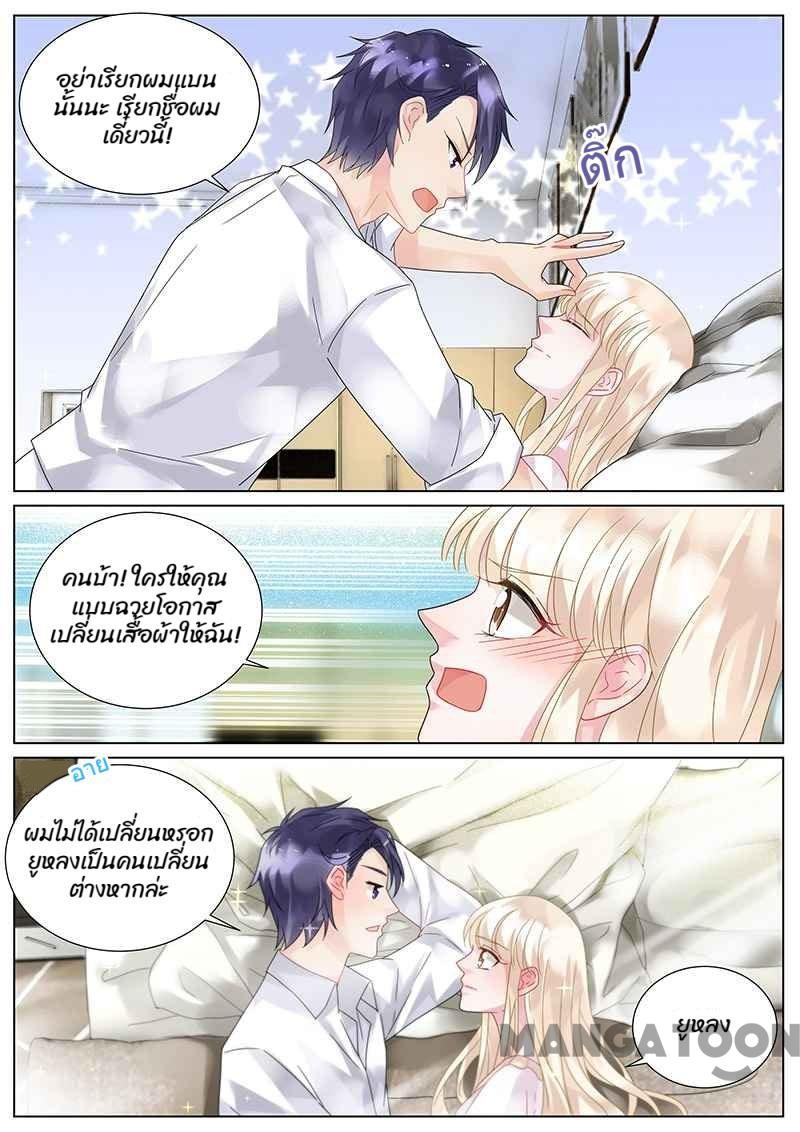 อย่าเรียกผมแบน
นั้นนะ เรียกชื่อผม
เดี๋ยวนี้!
ติ๊ก
คนบ้า! ใครให้คุณ
แบบฉวยโอกาส
เปลี่ยนเสื้อผ้าให้ฉัน!
อาย
ผมไม่ได้เปลี่ยนหรอก
ยูหลงเป็นคนเปลี่ยน
ต่างหากล่ะ
ยูหลง
MANGATOON